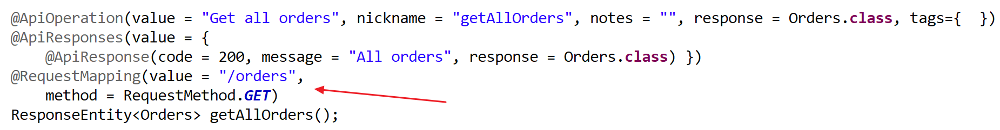 @ApiOperation(value = "Get all orders", nickname = "getAllOrders", notes = "", response = Orders.class, tags={  })
@ApiResponses(value = {
    @ApiResponse(code = 200, message = "All orders", response = Orders.class) })
@RequestMapping(value = "/orders",
    method = RequestMethod.GET)
ResponseEntity<Orders> getAllOrders();